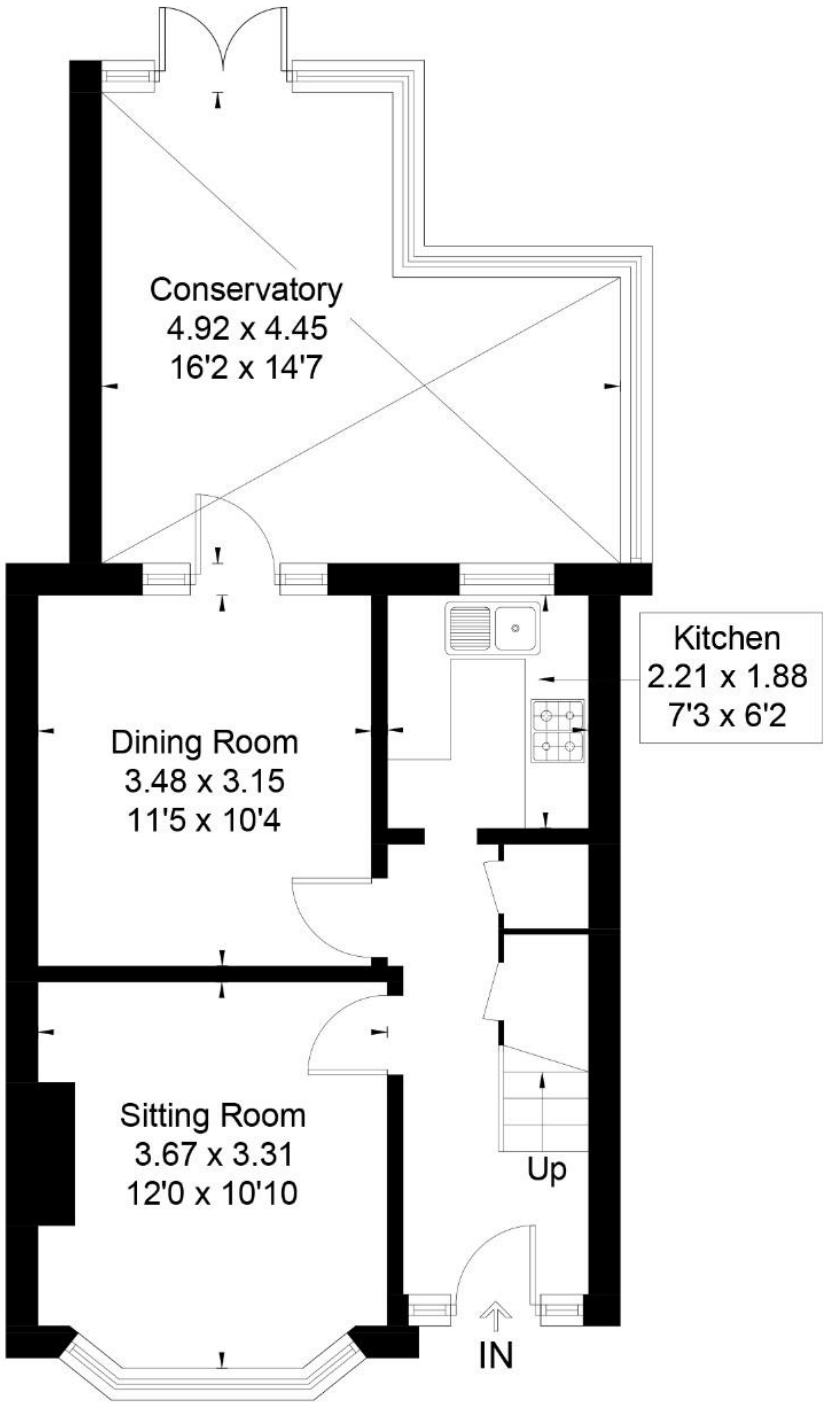 Conservatory
4.92 x 4.45
16'2 x 14'7
Kitchen
2.21 x 1.88
7'3 x 6'2
Dining Room
3.48 x 3.15
11'5 x 10'4
Sitting Room
3.67 x 3.31
12'0 x 10'10
Up
IN